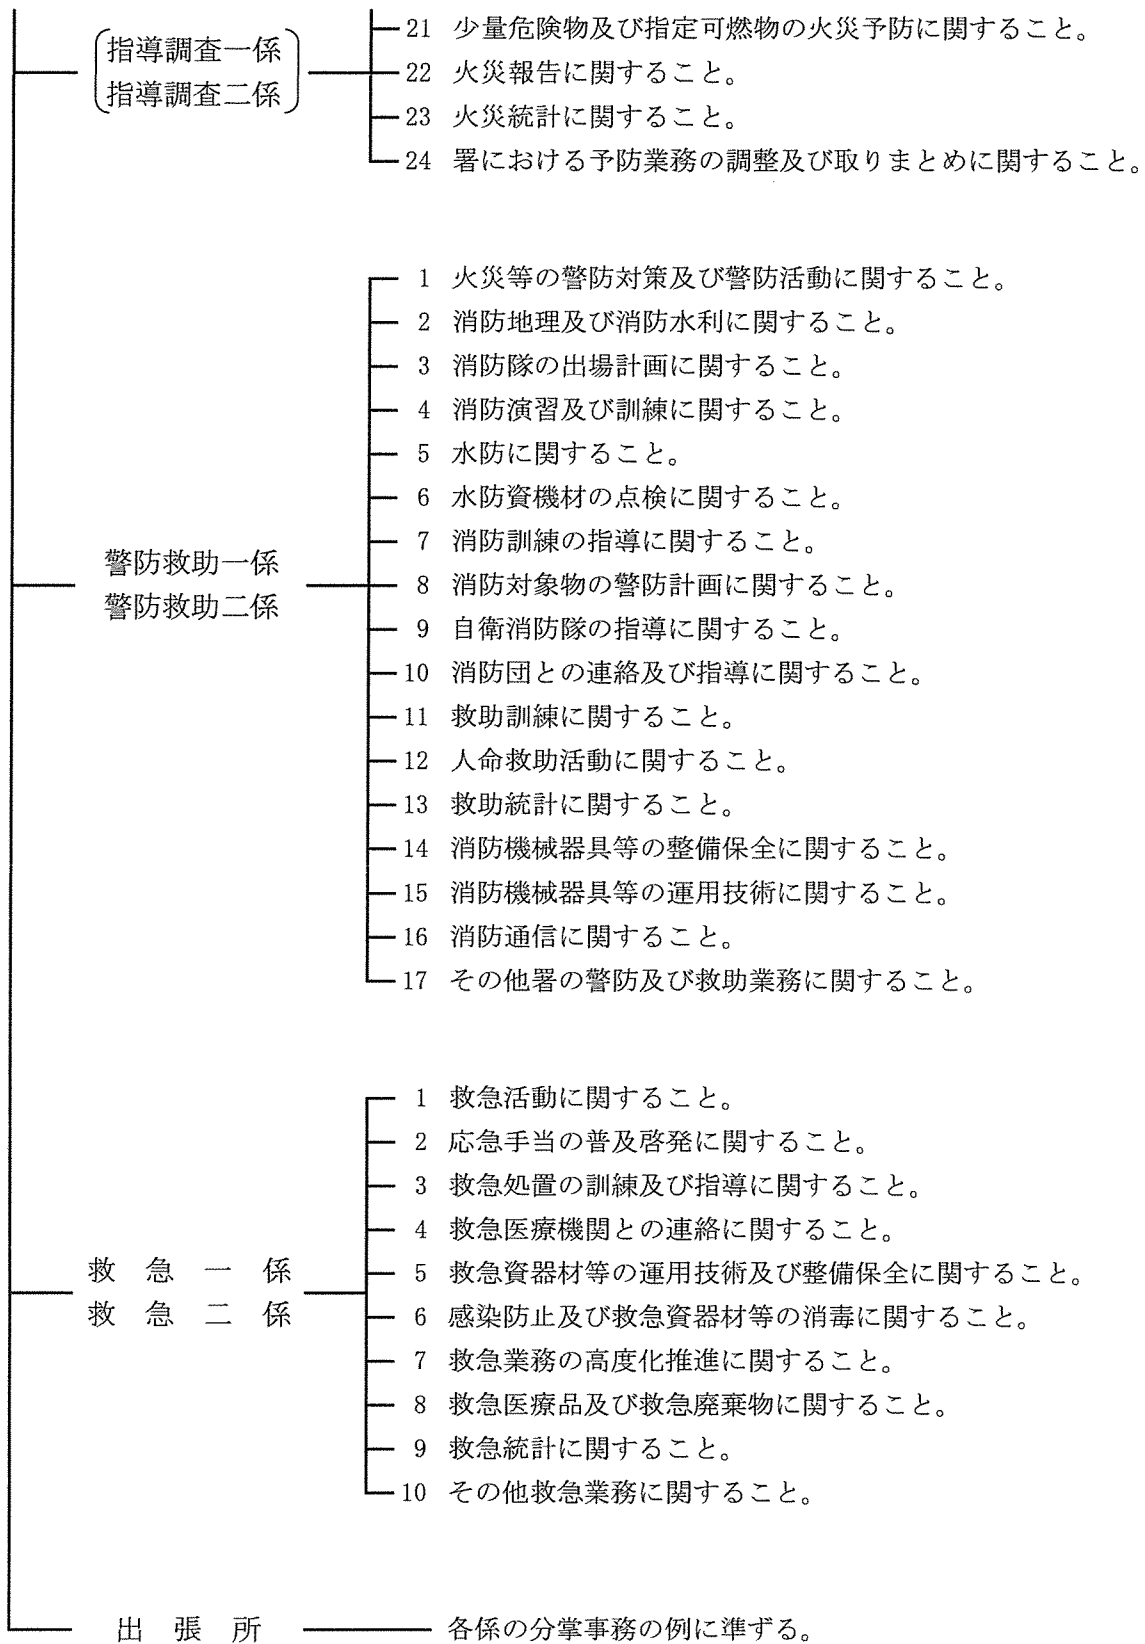 指導調査一係
指導調査二係
21 少量危険物及び指定可燃物の火災予防に関すること。
22 火災報告に関すること。
23 火災統計に関すること。
24 署における予防業務の調整及び取りまとめに関すること。
警防救助一係
警防救助二係
1 火災等の警防対策及び警防活動に関すること。
2 消防地理及び消防水利に関すること。
3 消防隊の出場計画に関すること。
4 消防演習及び訓練に関すること。
5 水防に関すること。
6 水防資機材の点検に関すること。
7 消防訓練の指導に関すること。
8 消防対象物の警防計画に関すること。
9 自衛消防隊の指導に関すること。
10 消防団との連絡及び指導に関すること。
11 救助訓練に関すること。
12 人命救助活動に関すること。
13 救助統計に関すること。
14 消防機械器具等の整備保全に関すること。
15 消防機械器具等の運用技術に関すること。
16 消防通信に関すること。
17 その他署の警防及び救助業務に関すること。
救急一係
救急二係
1 救急活動に関すること。
2 応急手当の普及啓発に関すること。
3 救急処置の訓練及び指導に関すること。
4 救急医療機関との連絡に関すること。
5 救急資器材等の運用技術及び整備保全に関すること。
6 感染防止及び救急資器材等の消毒に関すること。
7 救急業務の高度化推進に関すること。
8 救急医療品及び救急廃棄物に関すること。
9 救急統計に関すること。
10 その他救急業務に関すること。
出張所 各係の分掌事務の例に準ずる。